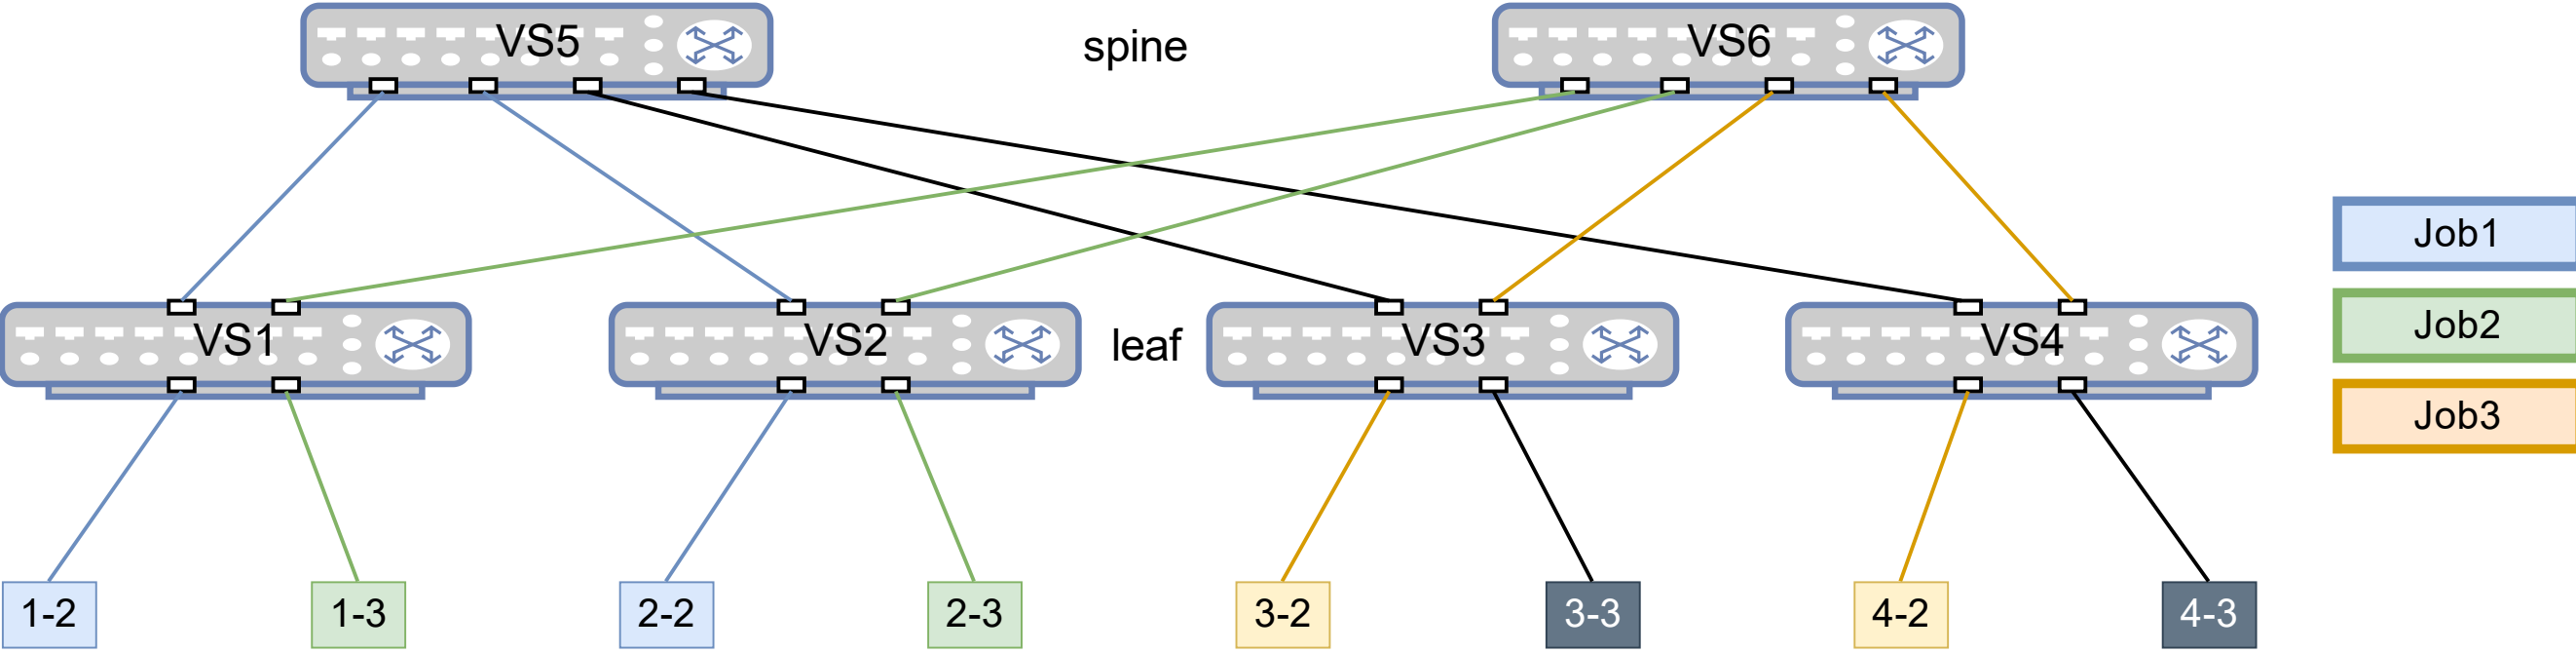 VS5
spine
VS6
VS1
VS2
leaf
VS3
VS4
Job1
Job2
Job3
1-2
1-3
2-2
2-3
3-2
3-3
4-2
4-3